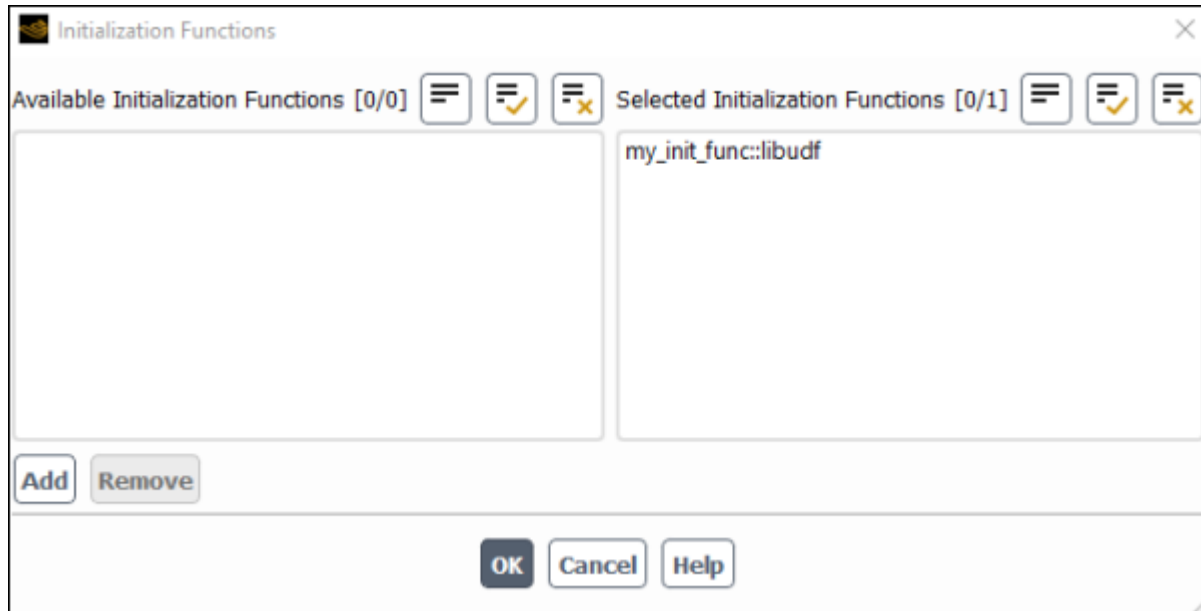 Initialization Functions
Available Initialization Functions [0/0]
Selected Initialization Functions [0/1]
my_init_func::libudf
Add
Remove
OK
Cancel
Help